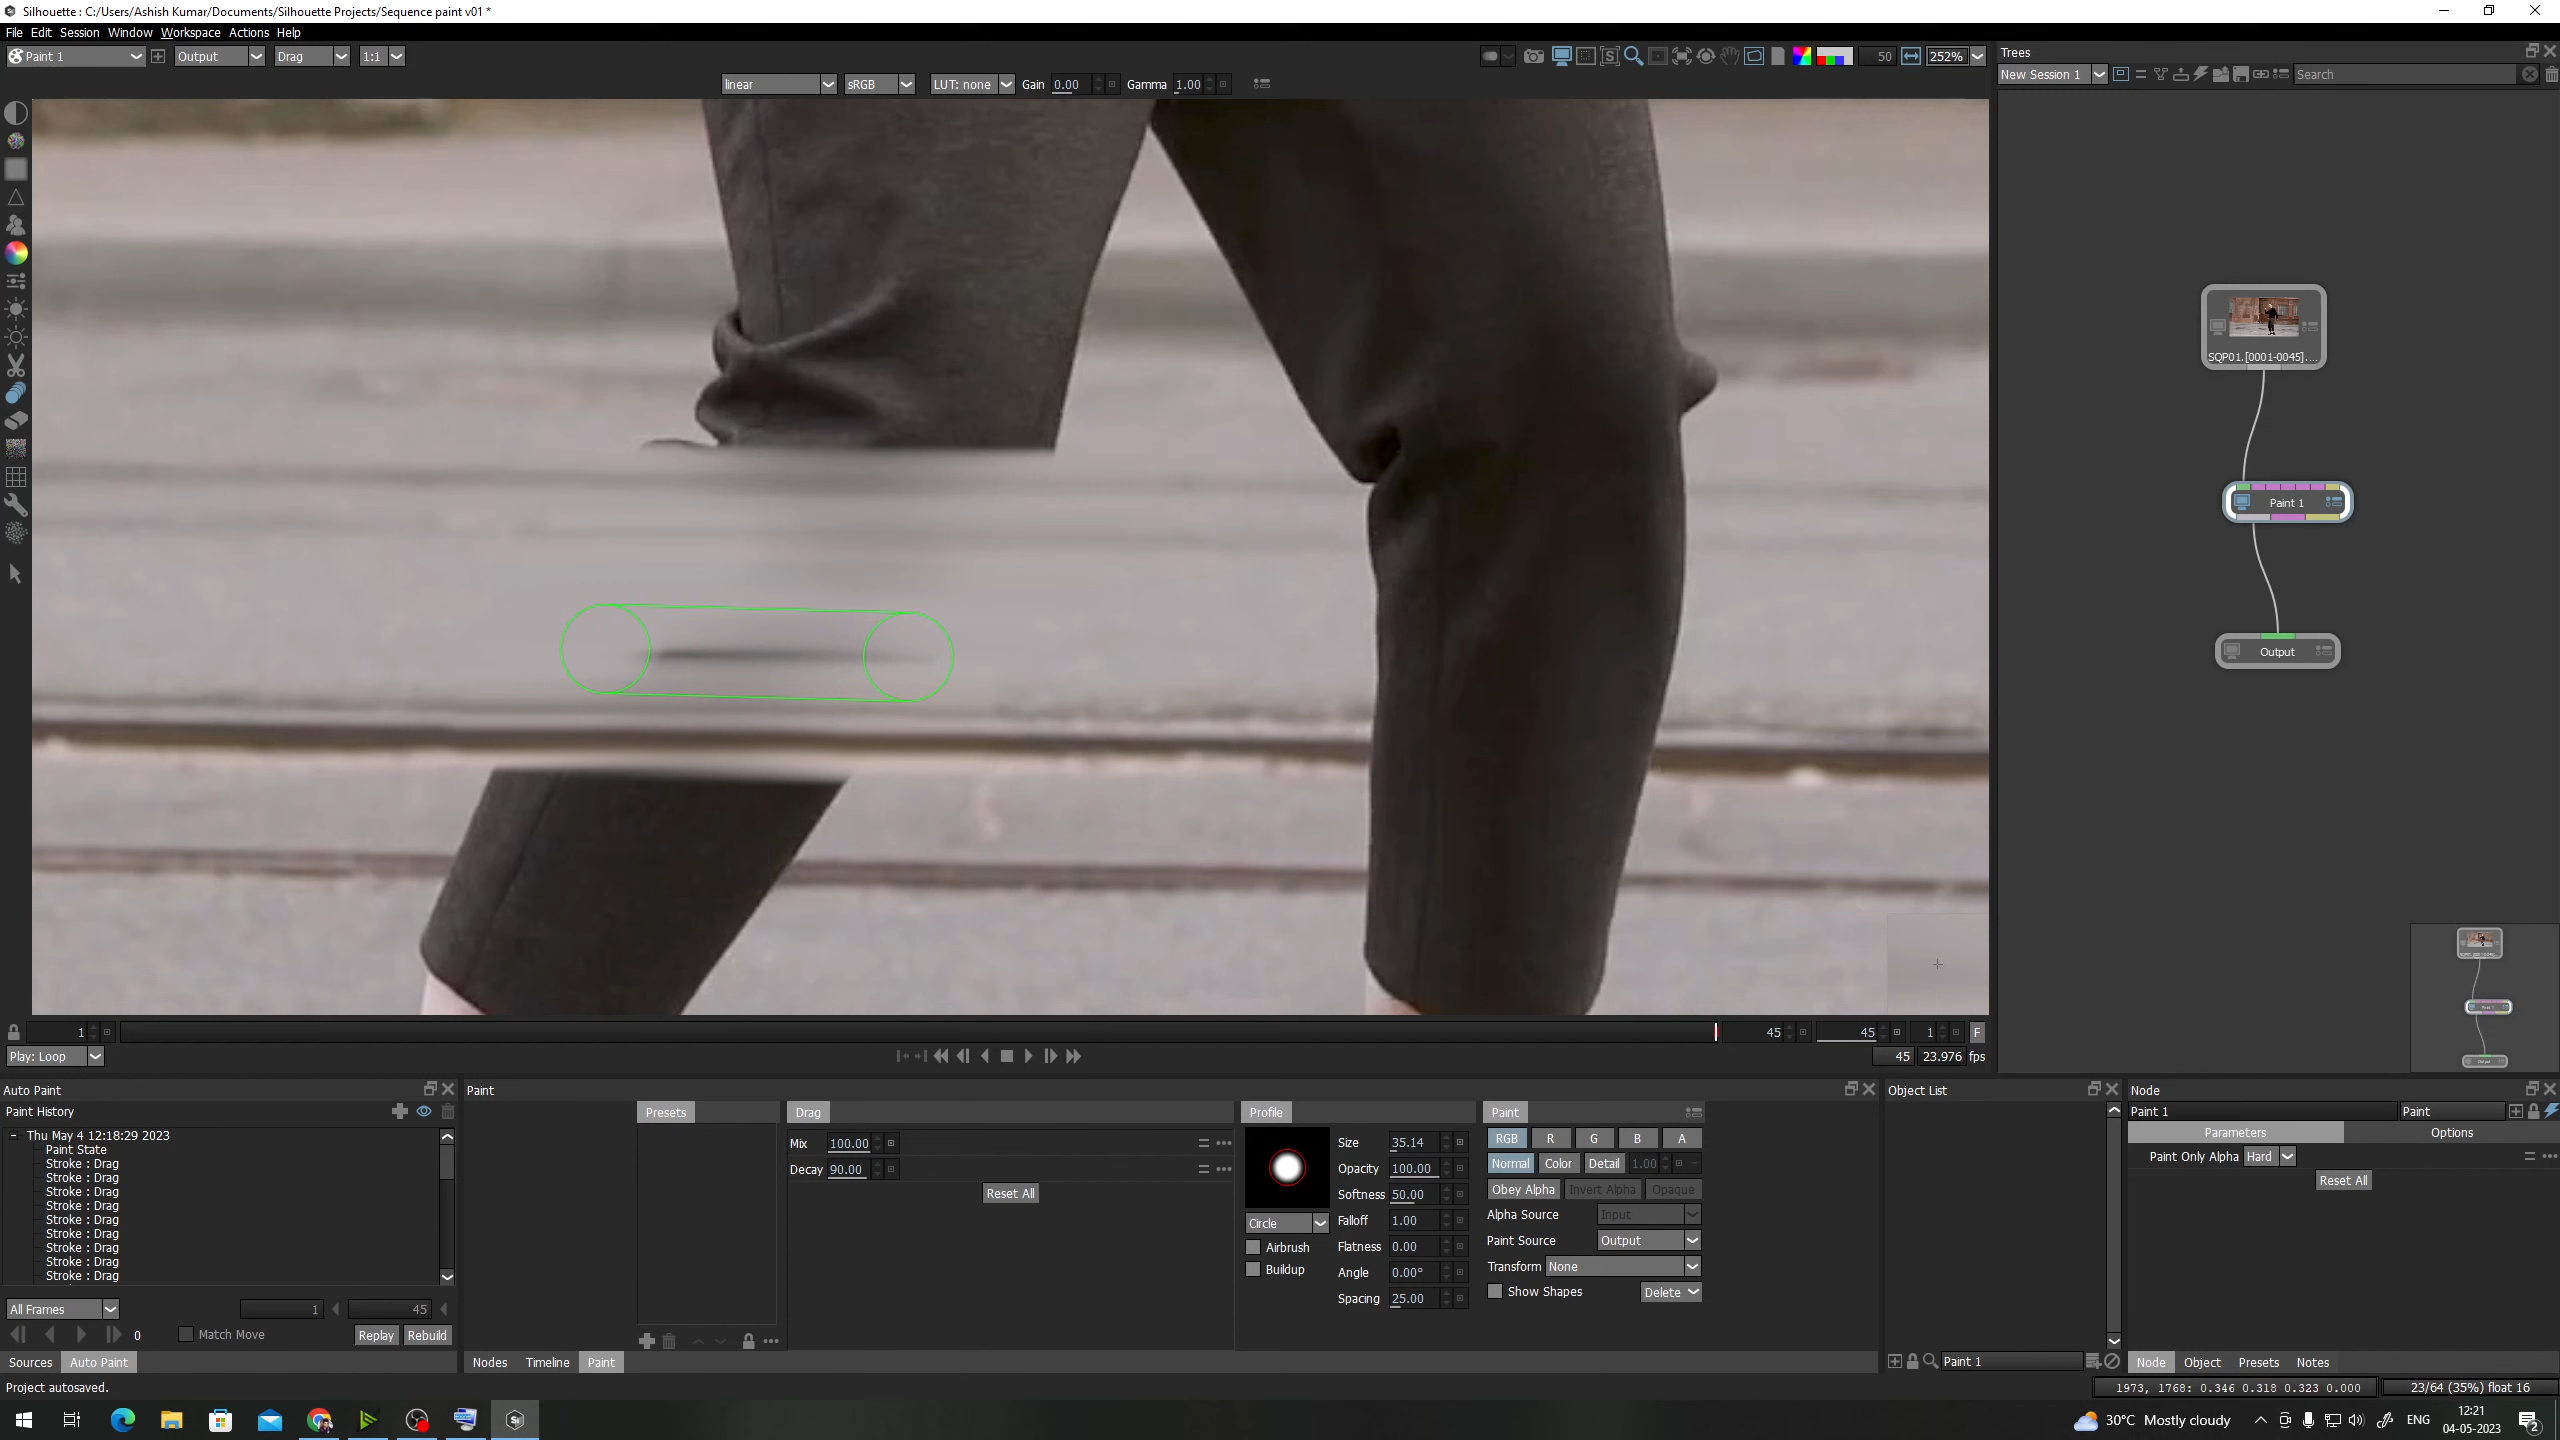 Silhouette : C:/Users/Ashish Kumar/Documents/Silhouette Projects/Sequence paint v01 *
File Edit Session Window Workspace Actions Help
Paint 1 Output Drag 1:1 50 252%
linear sRGB LUT: none Gain 0.00 Gamma 1.00
Trees
New Session 1 Search
SQP01.[0001-0045]....
Paint 1
Output
1 45 45 1 F
Play: Loop 45 23.976 fps
Auto Paint
Paint History
Thu May 4 12:18:29 2023
Paint State
Stroke : Drag
Stroke : Drag
Stroke : Drag
Stroke : Drag
Stroke : Drag
Stroke : Drag
Stroke : Drag
Stroke : Drag
Stroke : Drag
All Frames 1 45
0 Match Move Replay Rebuild
Sources Auto Paint
Project autosaved.
Paint
Presets
Drag
Mix 100.00
Decay 90.00
Reset All
Profile
Circle
Airbrush
Buildup
Size 35.14
Opacity 100.00
Softness 50.00
Falloff 1.00
Flatness 0.00
Angle 0.00°
Spacing 25.00
Paint
RGB R G B A
Normal Color Detail 1.00
Obey Alpha Invert Alpha Opaque
Alpha Source Input
Paint Source Output
Transform None
Show Shapes Delete
Nodes Timeline Paint
Object List
Paint 1
Node
Paint 1 Paint
Parameters Options
Paint Only Alpha Hard
Reset All
Node Object Presets Notes
1973, 1768: 0.346 0.318 0.323 0.000 23/64 (35%) float 16
30°C Mostly cloudy ENG 12:21
04-05-2023 2